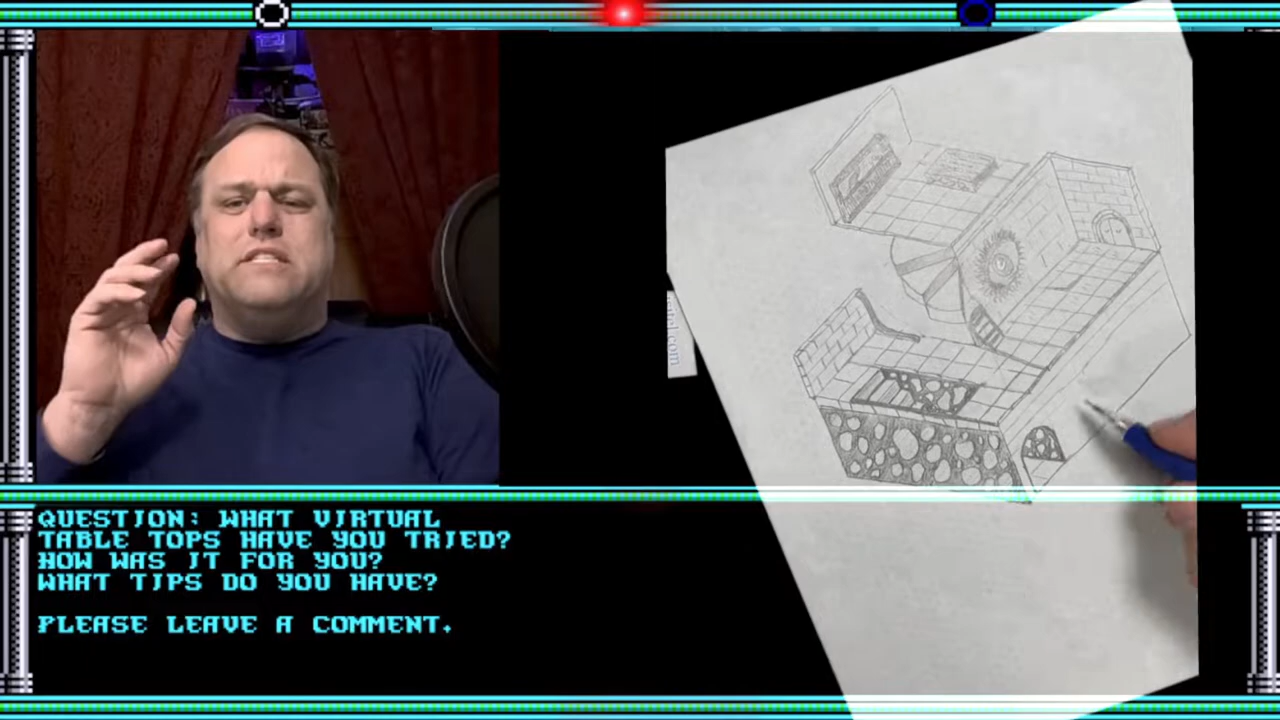 QUESTION: WHAT VIRTUAL
TABLE TOPS HAVE YOU TRIED?
HOW WAS IT FOR YOU?
WHAT TIPS DO YOU HAVE?
PLEASE LEAVE A COMMENT.